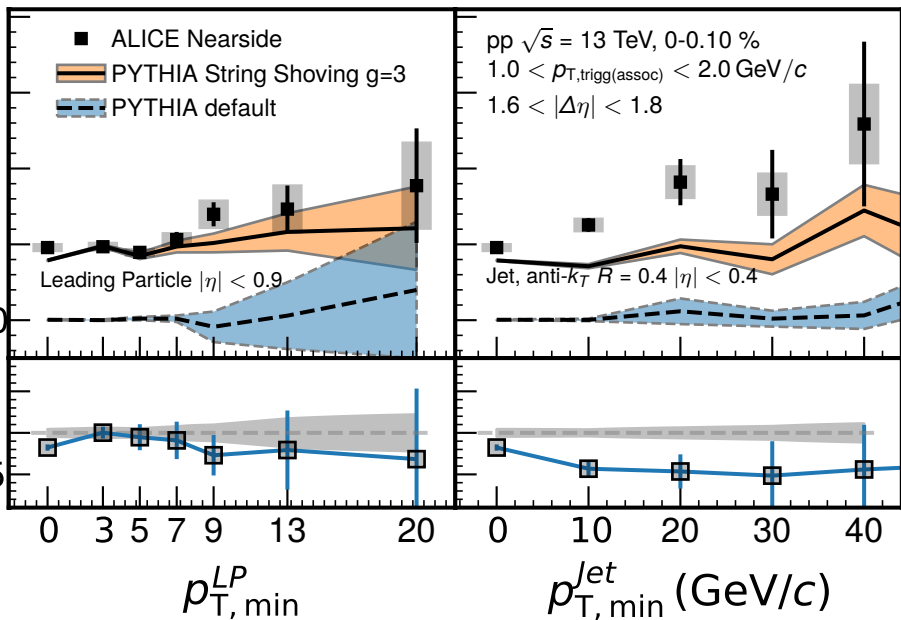 ALICE Nearside
PYTHIA String Shoving g=3
PYTHIA default
Leading Particle |η| < 0.9
pp √s = 13 TeV, 0-0.10 %
1.0 < p_T,trigg(assoc) < 2.0 GeV/c
1.6 < |Δη| < 1.8
Jet, anti-k_T R = 0.4 |η| < 0.4
0
0 3 5 7 9 13 20
0 10 20 30 40
p_T,min^LP
p_T,min^Jet (GeV/c)